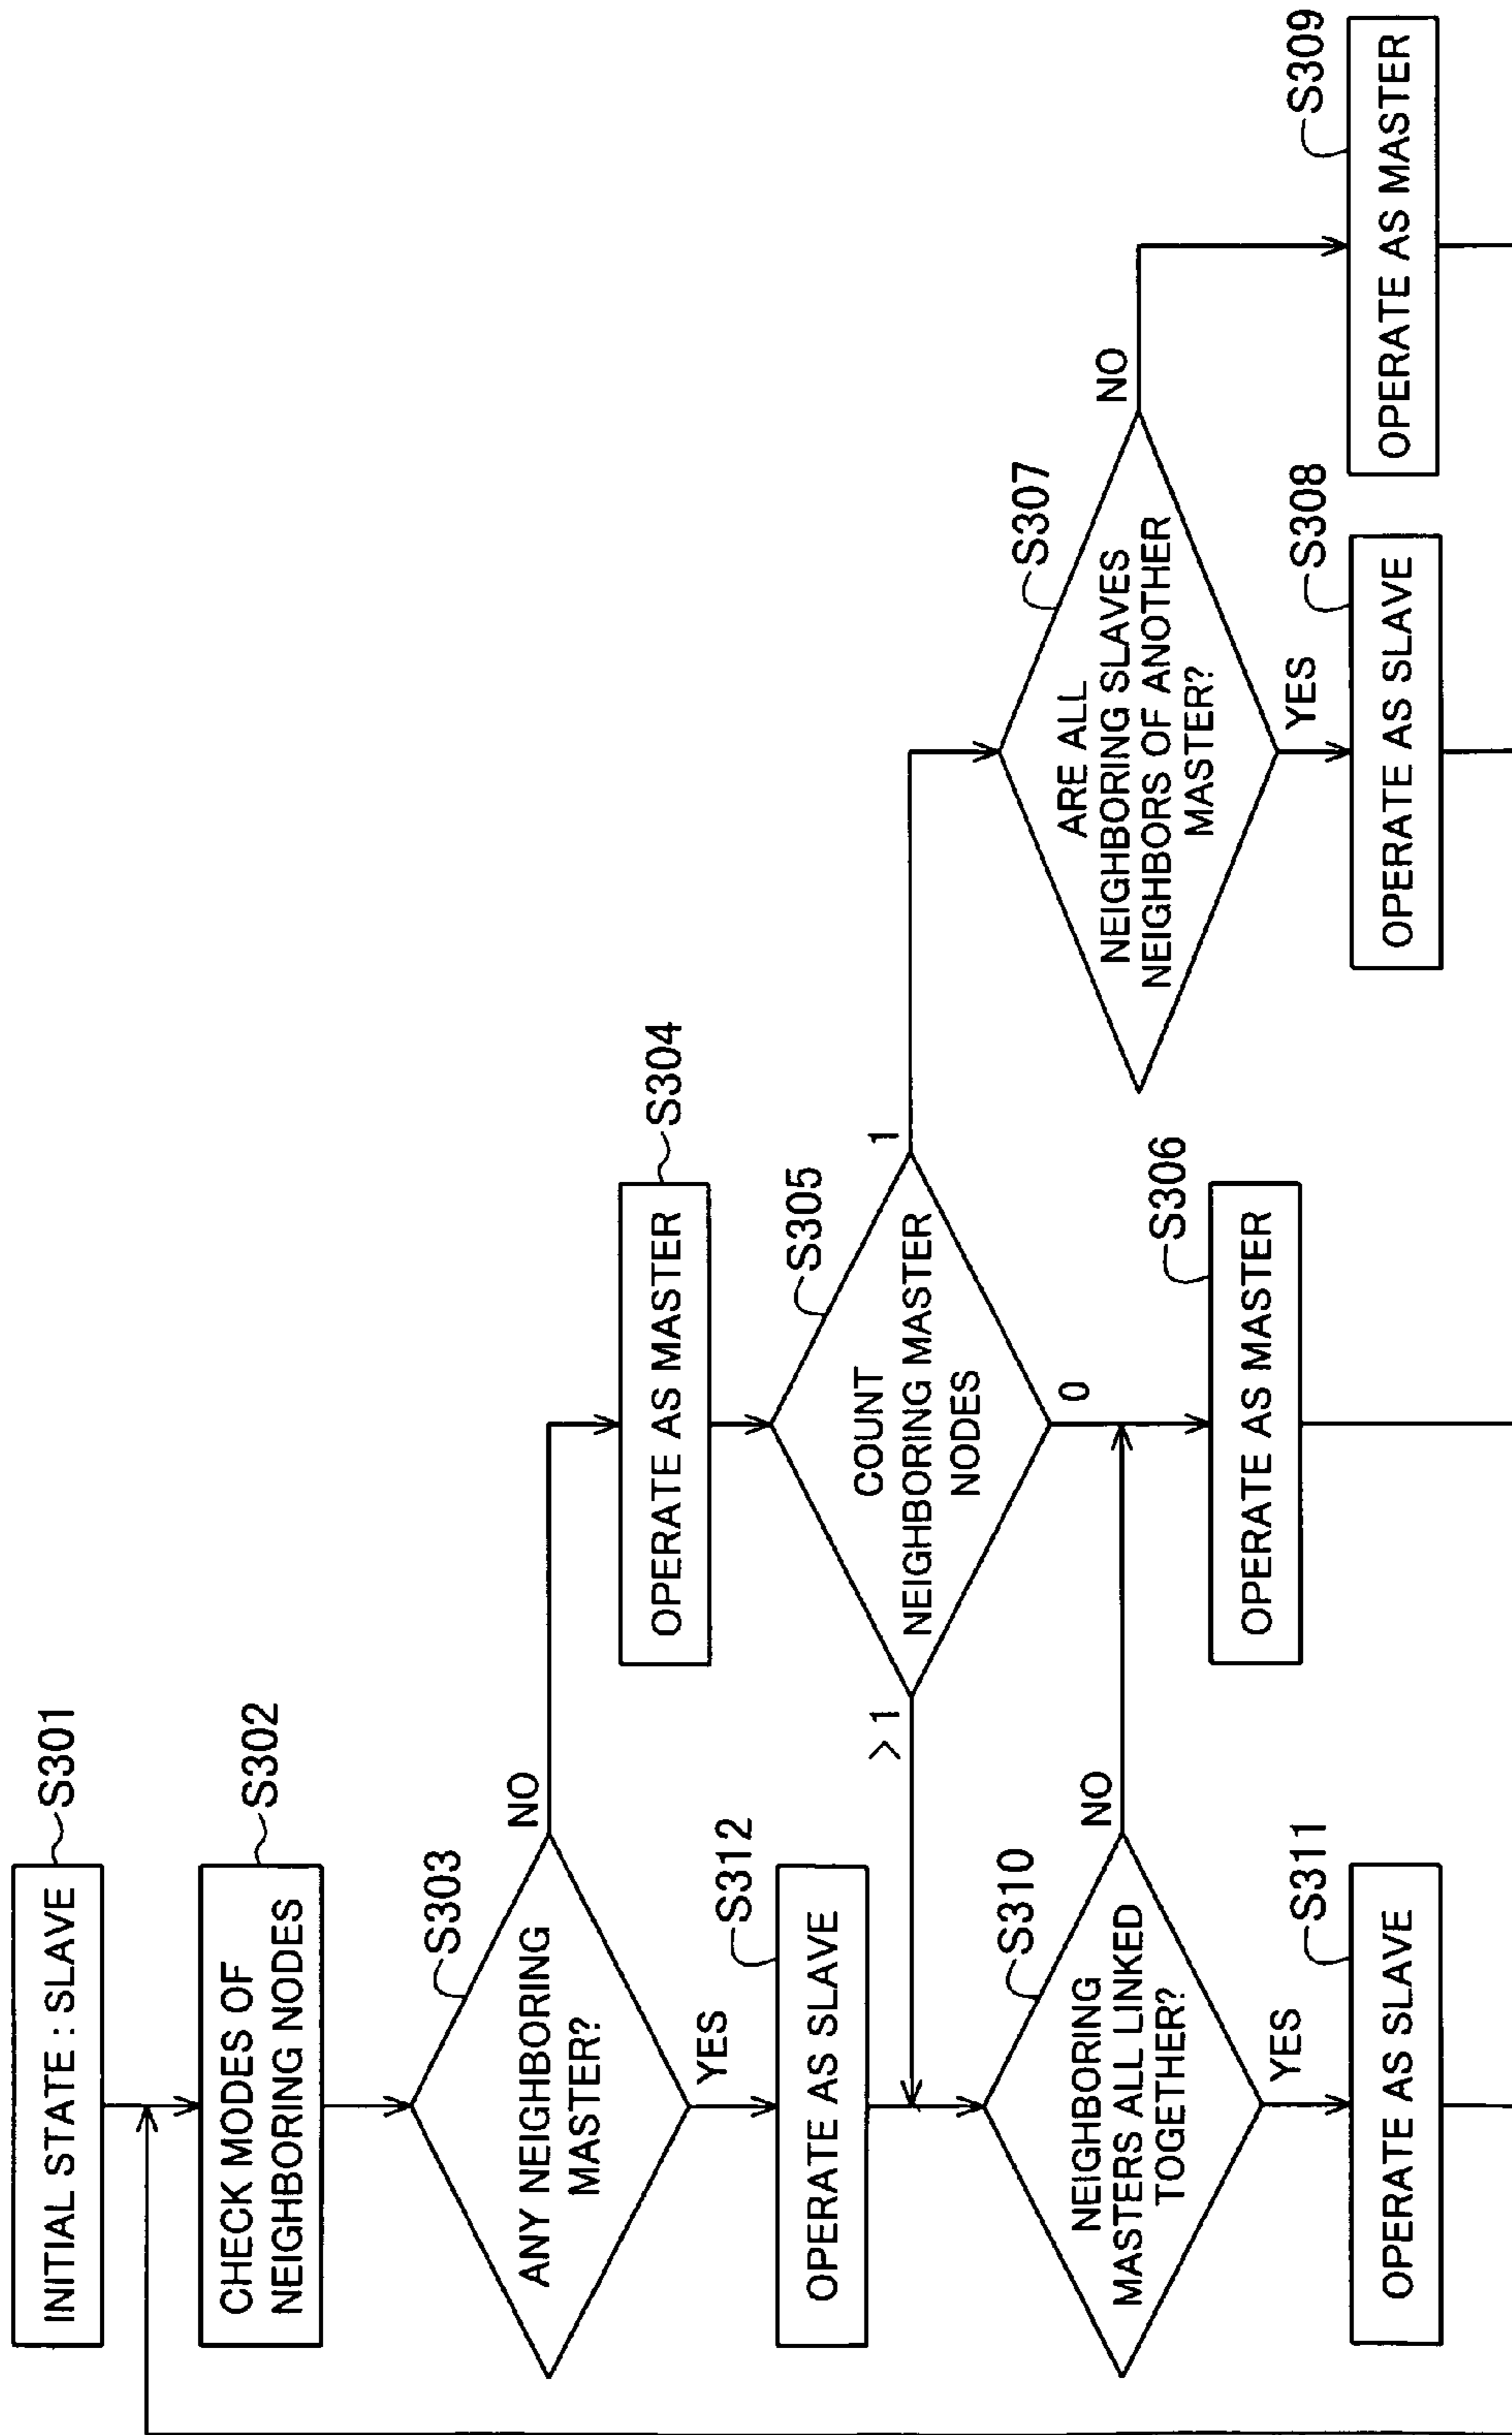 INITIAL STATE : SLAVE
S301
CHECK MODES OF
NEIGHBORING NODES
S302
ANY NEIGHBORING
MASTER?
S303
NO
YES
OPERATE AS MASTER
S304
OPERATE AS SLAVE
S312
COUNT
NEIGHBORING MASTER
NODES
S305
>1
1
0
NEIGHBORING
MASTERS ALL LINKED
TOGETHER?
S310
NO
YES
ARE ALL
NEIGHBORING SLAVES
NEIGHBORS OF ANOTHER
MASTER?
S307
NO
YES
OPERATE AS SLAVE
S311
OPERATE AS MASTER
S306
OPERATE AS SLAVE
S308
OPERATE AS MASTER
S309